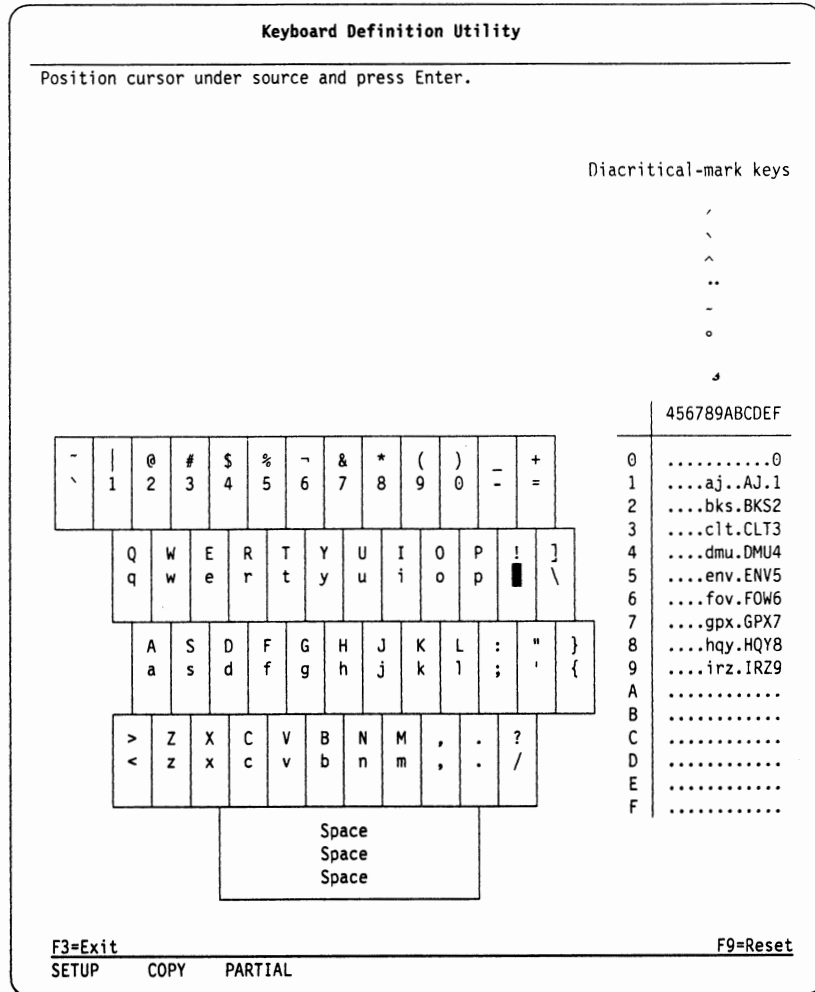 Keyboard Definition Utility
Position cursor under source and press Enter.
Diacritical-mark keys
´
`
^
¨
~
°
456789ABCDEF
~ | @ # $ % ¬ & * ( ) _ +
` 1 2 3 4 5 6 7 8 9 0 - =
0 ...........0
1 ....aj..AJ.1
2 ....bks.BKS2
3 ....clt.CLT3
Q W E R T Y U I O P ! ]
q w e r t y u i o p \
4 ....dmu.DMU4
5 ....env.ENV5
6 ....fov.FOW6
7 ....gpx.GPX7
A S D F G H J K L : " }
a s d f g h j k l ; ' {
8 ....hqy.HQY8
9 ....irz.IRZ9
A ............
B ............
> Z X C V B N M , . ?
< z x c v b n m , . /
C ............
D ............
E ............
F ............
Space
Space
Space
F3=Exit F9=Reset
SETUP COPY PARTIAL